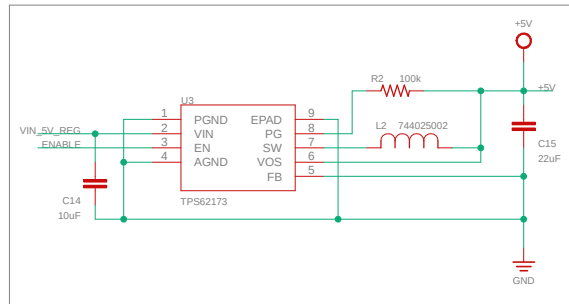 +5V
R2 100k
+5V
U3
1 PGND EPAD 9
VIN_5V_REG 2 VIN PG 8
ENABLE 3 EN SW 7
L2 744025002
4 AGND VOS 6
FB 5
C15
22uF
C14
10uF
TPS62173
GND